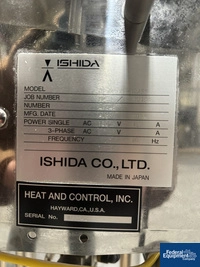 ISHIDA
MODEL
JOB NUMBER
NUMBER
MFG. DATE
POWER SINGLE AC V A
3-PHASE AC V A
FREQUENCY Hz
ISHIDA CO., LTD.
MADE IN JAPAN
HEAT AND CONTROL, INC.
HAYWARD, CA., U.S.A.
SERIAL No.
Federal Equipment Company